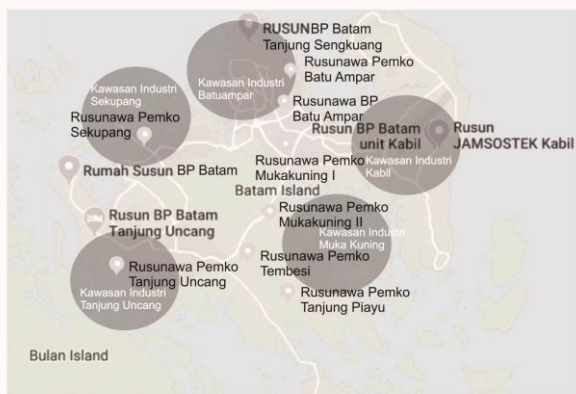 RUSUNBP Batam
Tanjung Sengkuang
Rusunawa Pemko
Batu Ampar
Kawasan Industri
Batuampar
Kawasan Industri
Sekupang
Rusunawa Pemko
Sekupang
Rusunawa BP
Batu Ampar
Rusun BP Batam
unit Kabil
Rusun
JAMSOSTEK Kabil
Kawasan Industri
Kabil
Rumah Susun BP Batam
Rusunawa Pemko
Mukakuning I
Batam Island
Rusun BP Batam
Tanjung Uncang
Rusunawa Pemko
Mukakuning II
Kawasan Industri
Muka Kuning
Rusunawa Pemko
Tembesi
Rusunawa Pemko
Tanjung Uncang
Kawasan Industri
Tanjung Uncang
Rusunawa Pemko
Tanjung Piayu
Bulan Island